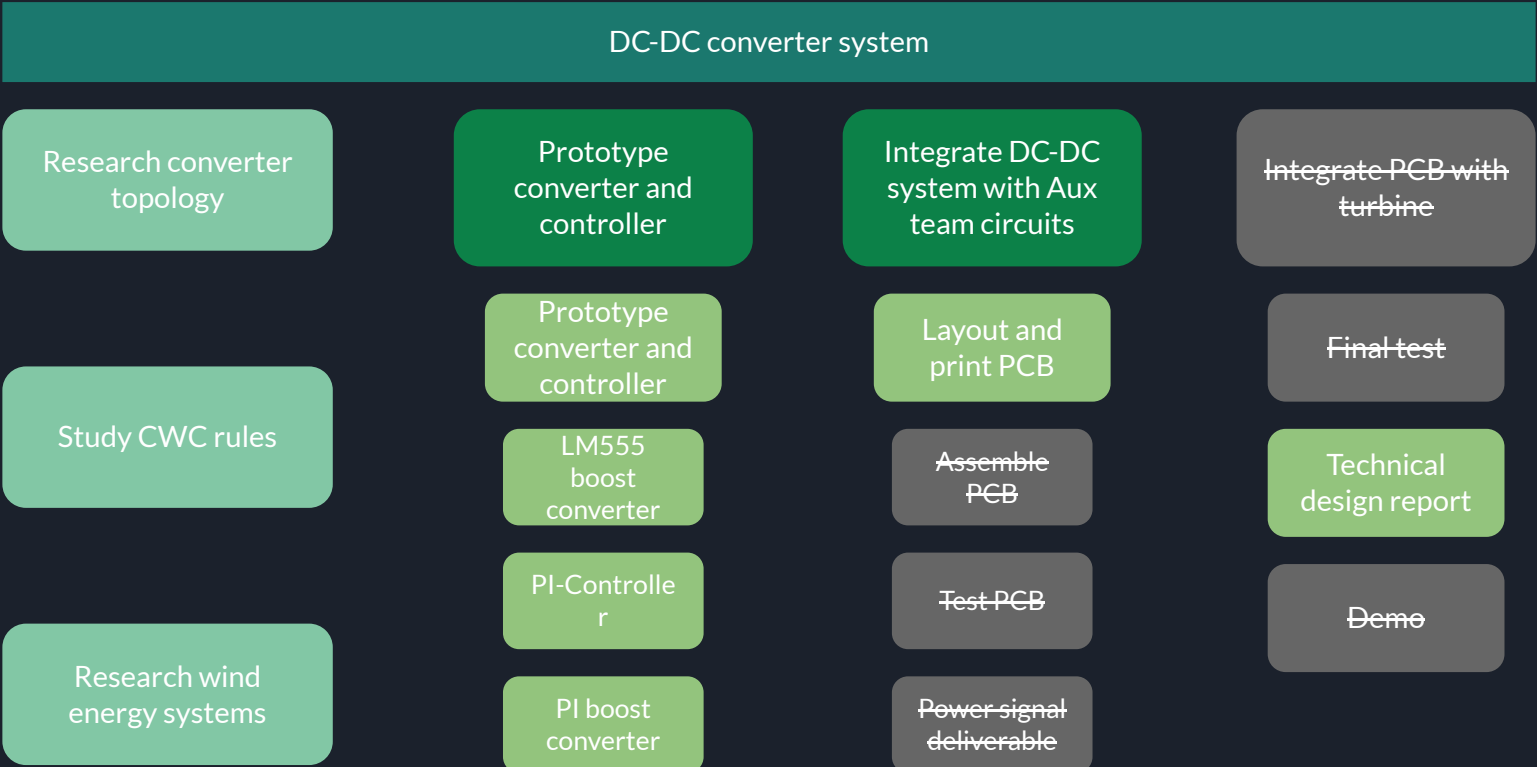 DC-DC converter system
Research converter
topology
Study CWC rules
Research wind
energy systems
Prototype
converter and
controller
Prototype
converter and
controller
LM555
boost
converter
PI-Controlle
r
PI boost
converter
Integrate DC-DC
system with Aux
team circuits
Layout and
print PCB
Assemble
PCB
Test PCB
Power signal
deliverable
Integrate PCB with
turbine
Final test
Technical
design report
Demo